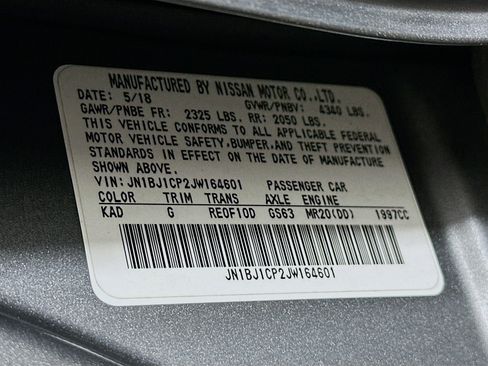 MANUFACTURED BY NISSAN MOTOR CO.,LTD.
DATE: 5/18 GVWR/PNBV: 4340 LBS.
GAWR/PNBE FR: 2325 LBS. RR: 2050 LBS.
THIS VEHICLE CONFORMS TO ALL APPLICABLE FEDERAL
MOTOR VEHICLE SAFETY,BUMPER,AND THEFT PREVENTION
STANDARDS IN EFFECT ON THE DATE OF MANUFACTURE
SHOWN ABOVE.
VIN: JN1BJ1CP2JW164601 PASSENGER CAR
COLOR TRIM TRANS AXLE ENGINE
KAD G RE0F10D GS63 MR20(DD) 1997CC
JN1BJ1CP2JW164601